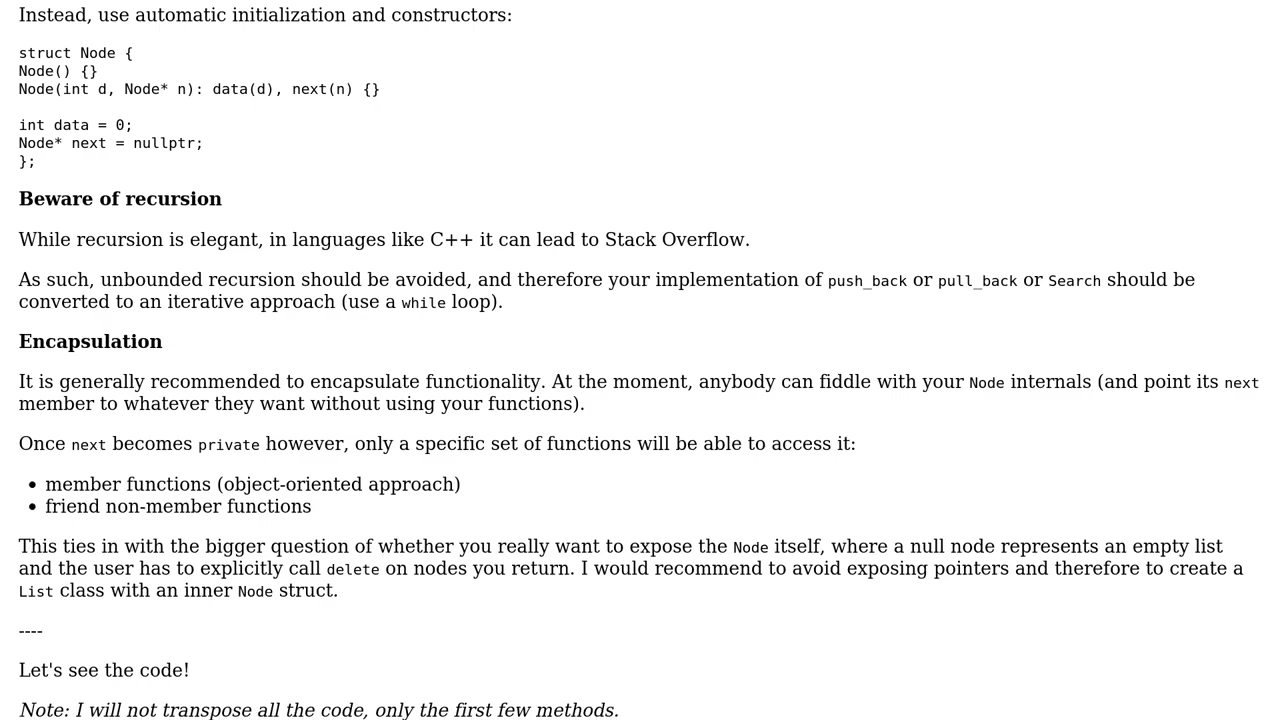 Instead, use automatic initialization and constructors:
struct Node {
Node() {}
Node(int d, Node* n): data(d), next(n) {}
int data = 0;
Node* next = nullptr;
};
Beware of recursion
While recursion is elegant, in languages like C++ it can lead to Stack Overflow.
As such, unbounded recursion should be avoided, and therefore your implementation of push_back or pull_back or Search should be
converted to an iterative approach (use a while loop).
Encapsulation
It is generally recommended to encapsulate functionality. At the moment, anybody can fiddle with your Node internals (and point its next
member to whatever they want without using your functions).
Once next becomes private however, only a specific set of functions will be able to access it:
• member functions (object-oriented approach)
• friend non-member functions
This ties in with the bigger question of whether you really want to expose the Node itself, where a null node represents an empty list
and the user has to explicitly call delete on nodes you return. I would recommend to avoid exposing pointers and therefore to create a
List class with an inner Node struct.
----
Let's see the code!
Note: I will not transpose all the code, only the first few methods.